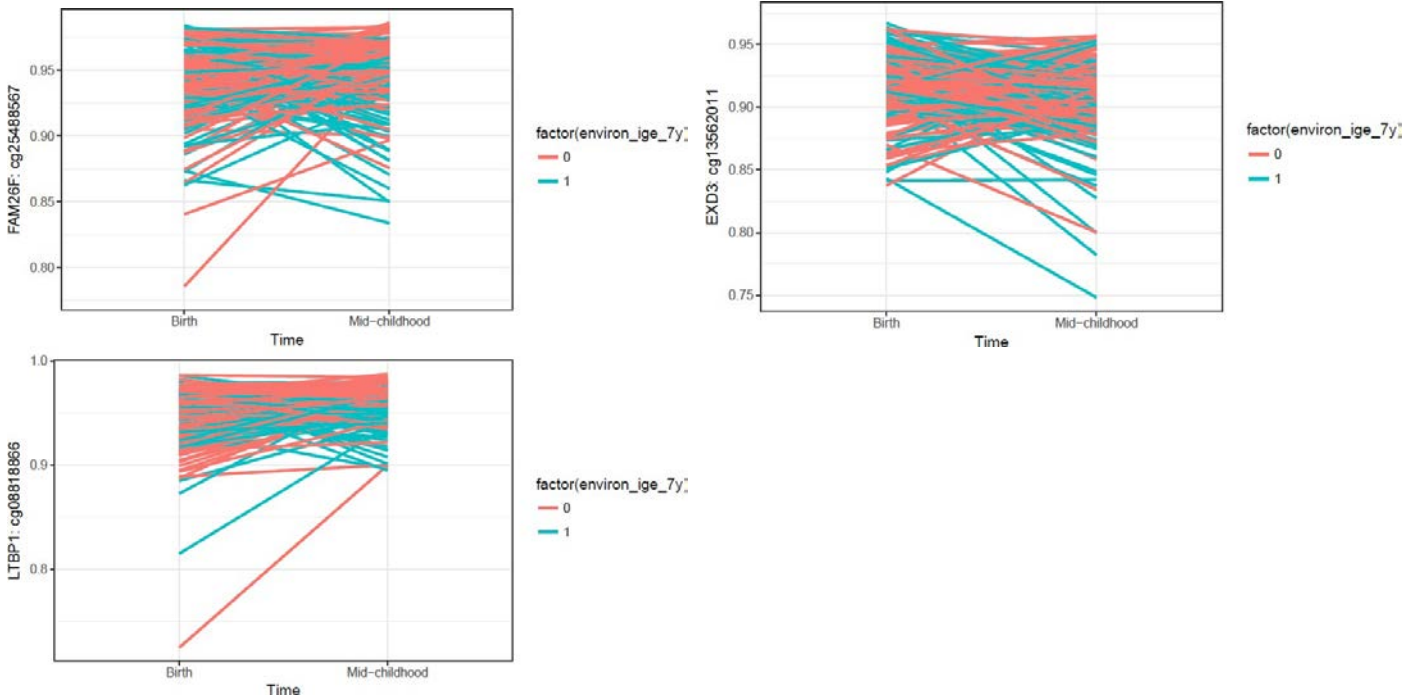 FAM26F: cg25488567
0.95
0.90
0.85
0.80
Birth
Mid-childhood
Time
factor(environ_ige_7y)
0
1
EXD3: cg13562011
0.95
0.90
0.85
0.80
0.75
Birth
Mid-childhood
Time
factor(environ_ige_7y)
0
1
LTBP1: cg08818866
1.0
0.9
0.8
Birth
Mid-childhood
Time
factor(environ_ige_7y)
0
1